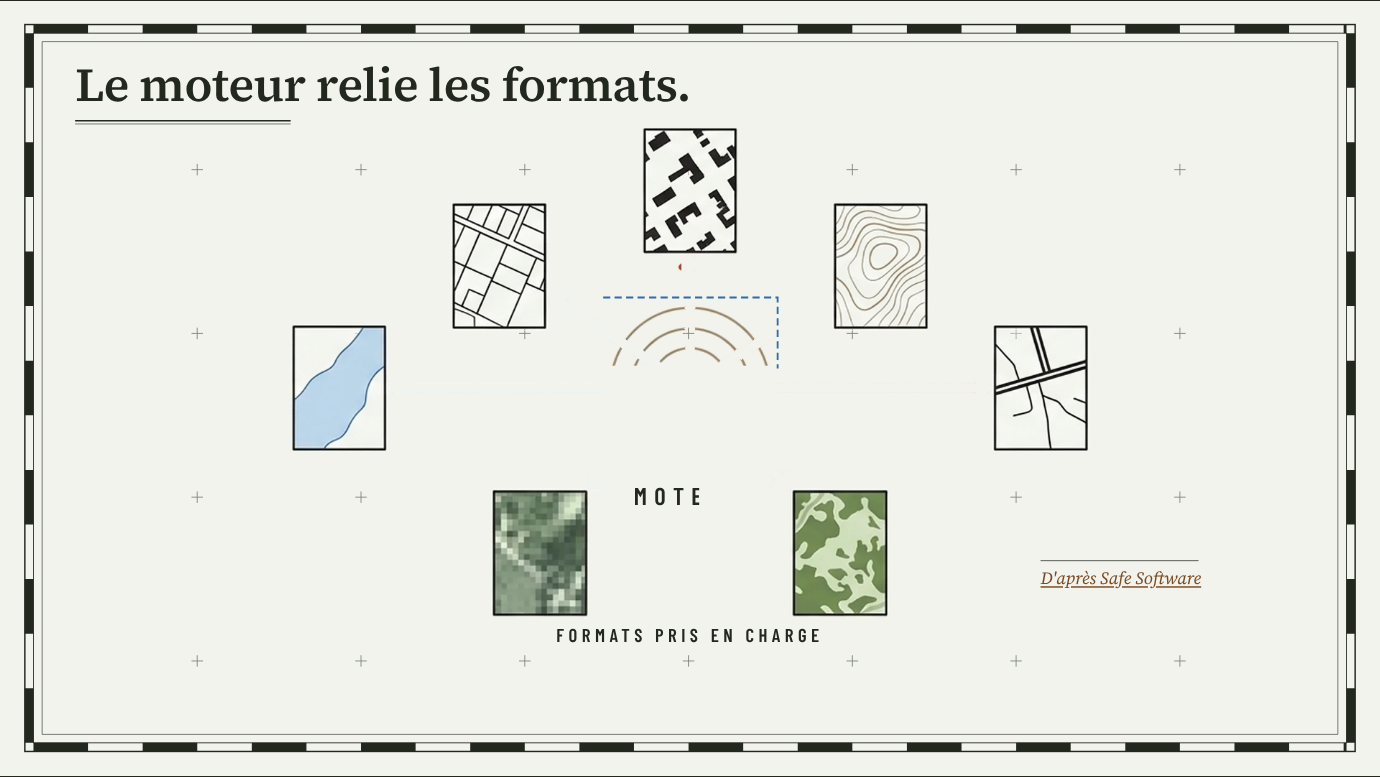 Le moteur relie les formats.
MOTE
D'après Safe Software
FORMATS PRIS EN CHARGE